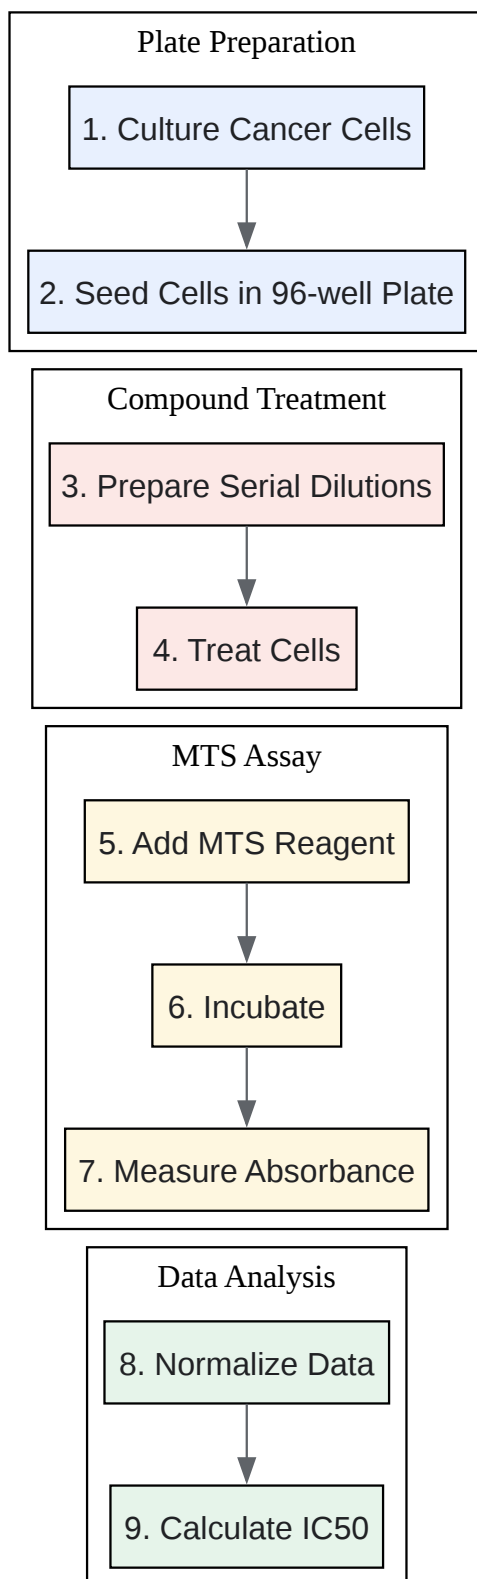 Plate Preparation
1. Culture Cancer Cells
2. Seed Cells in 96-well Plate
Compound Treatment
3. Prepare Serial Dilutions
4. Treat Cells
MTS Assay
5. Add MTS Reagent
6. Incubate
7. Measure Absorbance
Data Analysis
8. Normalize Data
9. Calculate IC50